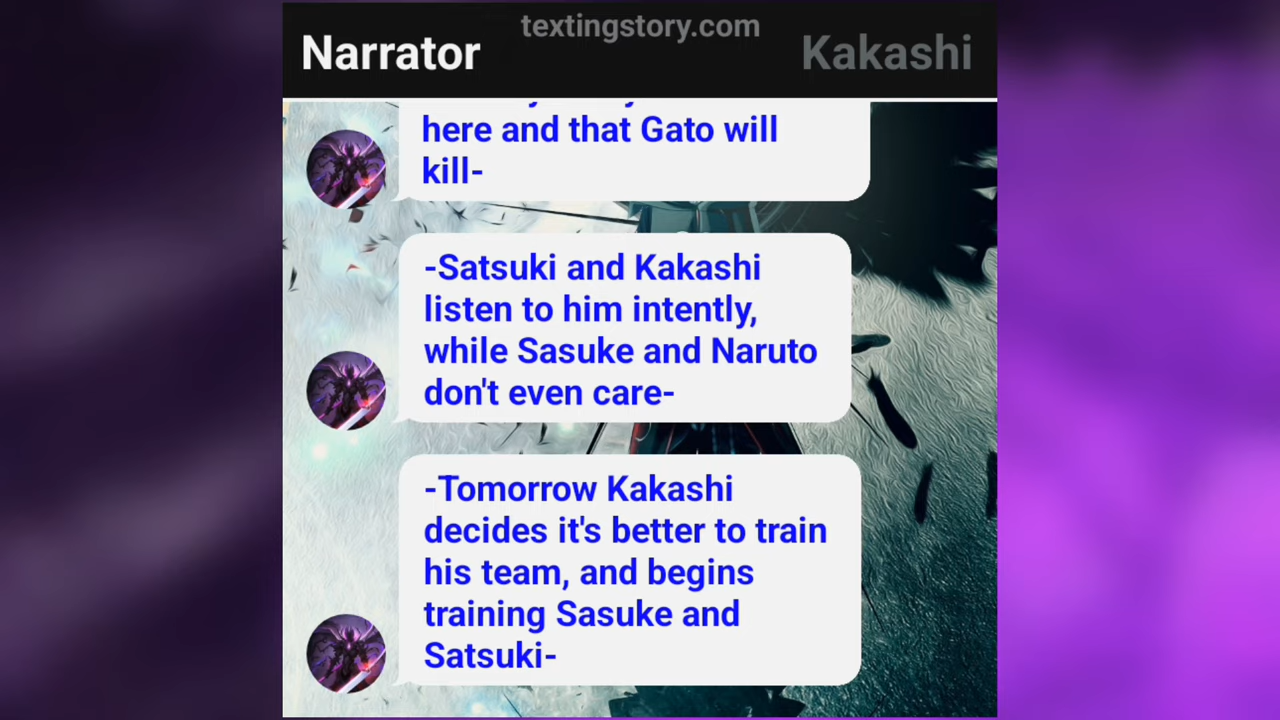 textingstory.com
Narrator
Kakashi
here and that Gato will
kill-
-Satsuki and Kakashi
listen to him intently,
while Sasuke and Naruto
don't even care-
-Tomorrow Kakashi
decides it's better to train
his team, and begins
training Sasuke and
Satsuki-